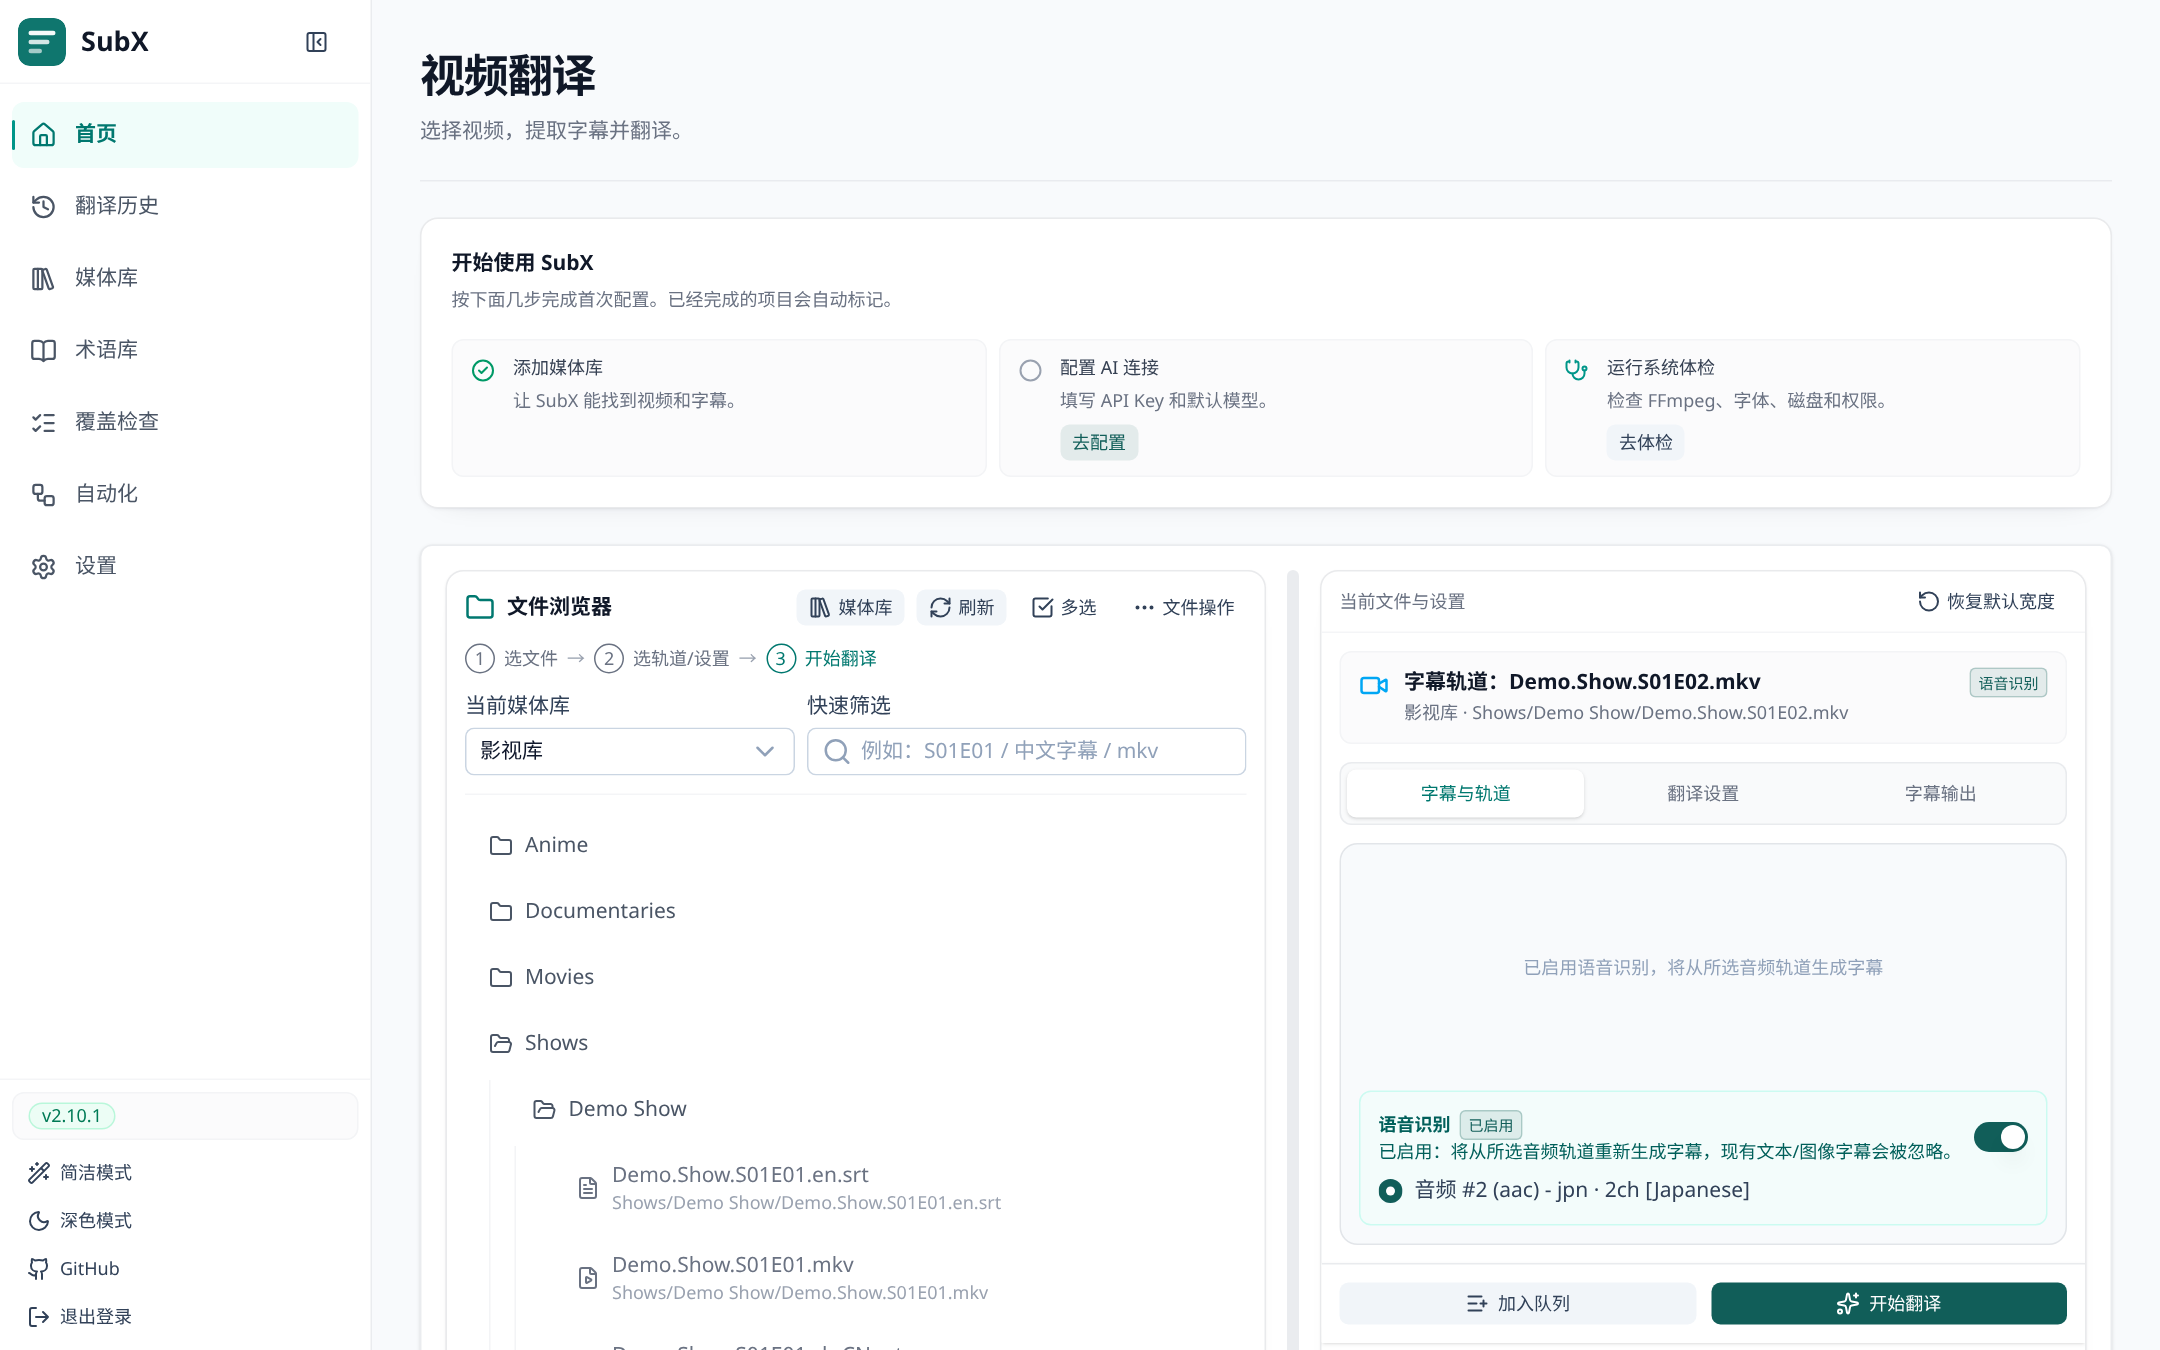 SubX
首页
翻译历史
媒体库
术语库
覆盖检查
自动化
设置
v2.10.1
简洁模式
深色模式
GitHub
退出登录
视频翻译
选择视频，提取字幕并翻译。
开始使用 SubX
按下面几步完成首次配置。已经完成的项目会自动标记。
添加媒体库
让 SubX 能找到视频和字幕。
配置 AI 连接
填写 API Key 和默认模型。
去配置
运行系统体检
检查 FFmpeg、字体、磁盘和权限。
去体检
文件浏览器
媒体库
刷新
多选
文件操作
1 选文件 → 2 选轨道/设置 → 3 开始翻译
当前媒体库
快速筛选
影视库
例如：S01E01 / 中文字幕 / mkv
Anime
Documentaries
Movies
Shows
Demo Show
Demo.Show.S01E01.en.srt
Shows/Demo Show/Demo.Show.S01E01.en.srt
Demo.Show.S01E01.mkv
Shows/Demo Show/Demo.Show.S01E01.mkv
当前文件与设置
恢复默认宽度
字幕轨道：Demo.Show.S01E02.mkv
语音识别
影视库 · Shows/Demo Show/Demo.Show.S01E02.mkv
字幕与轨道
翻译设置
字幕输出
已启用语音识别，将从所选音频轨道生成字幕
语音识别 已启用
已启用：将从所选音频轨道重新生成字幕，现有文本/图像字幕会被忽略。
音频 #2 (aac) - jpn · 2ch [Japanese]
加入队列
开始翻译